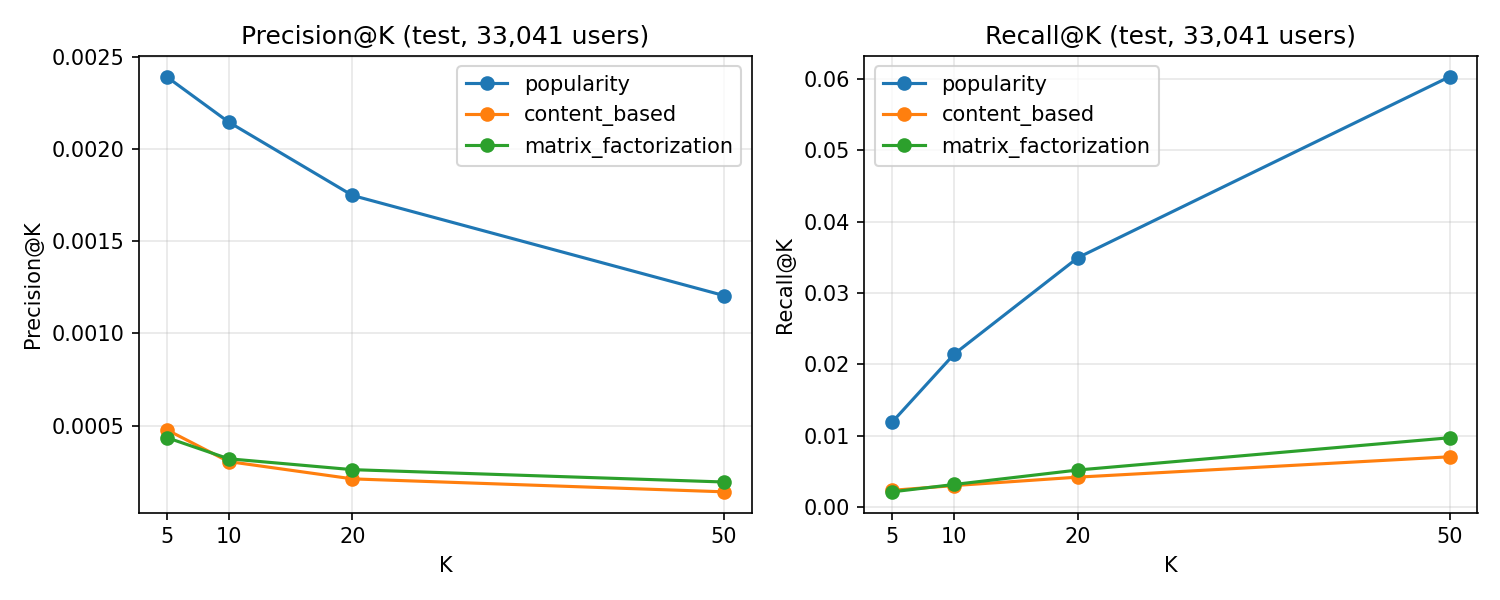 Precision@K (test, 33,041 users)
0.0025
0.0020
0.0015
0.0010
0.0005
Precision@K
popularity
content_based
matrix_factorization
5 10 20 50
K
Recall@K (test, 33,041 users)
0.06
0.05
0.04
0.03
0.02
0.01
0.00
Recall@K
popularity
content_based
matrix_factorization
5 10 20 50
K